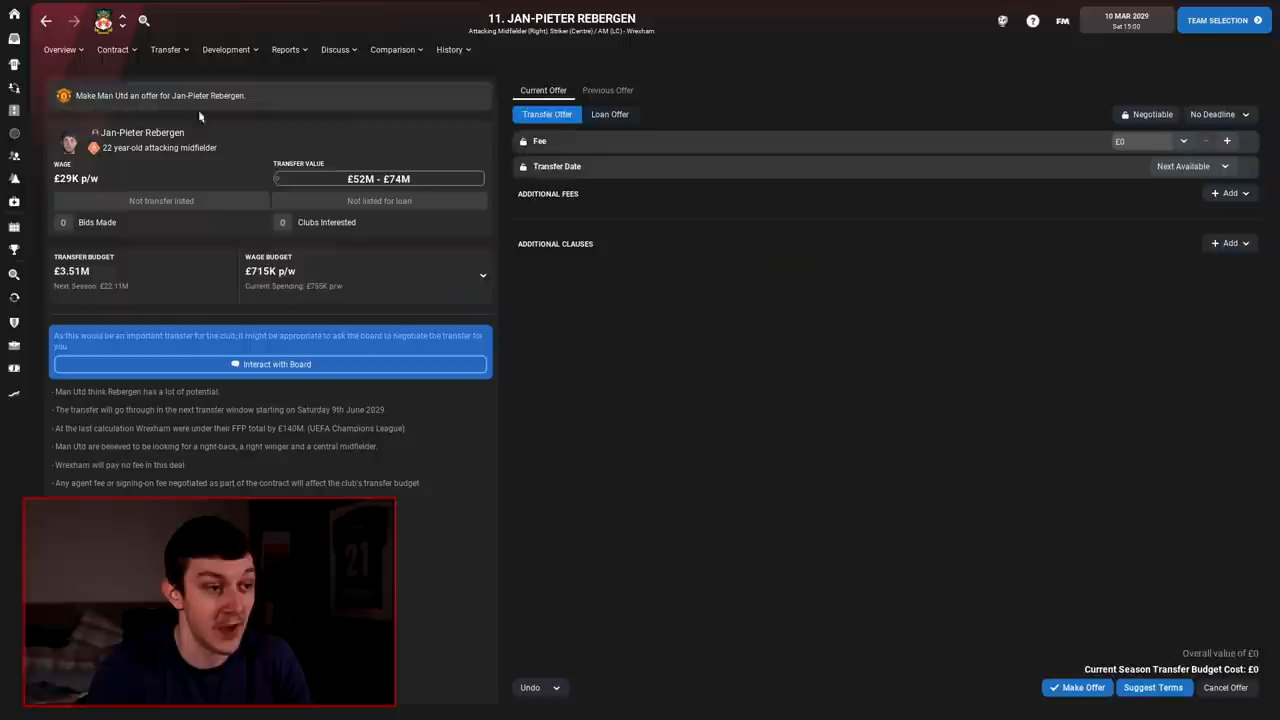 11. JAN-PIETER REBERGEN
Attacking Midfielder (Right), Striker (Centre) / AM (LC) - Wrexham
FM
10 MAR 2029
Sat 15:00
TEAM SELECTION
Overview
Contract
Transfer
Development
Reports
Discuss
Comparison
History
Make Man Utd an offer for Jan-Pieter Rebergen.
Jan-Pieter Rebergen
22 year-old attacking midfielder
WAGE
£29K p/w
TRANSFER VALUE
£52M - £74M
Not transfer listed
Not listed for loan
0 Bids Made
0 Clubs Interested
TRANSFER BUDGET
£3.51M
Next Season: £22.11M
WAGE BUDGET
£715K p/w
Current Spending: £755K p/w
As this would be an important transfer for the club, it might be appropriate to ask the board to negotiate the transfer for
you.
Interact with Board
- Man Utd think Rebergen has a lot of potential.
- The transfer will go through in the next transfer window starting on Saturday 9th June 2029.
- At the last calculation Wrexham were under their FFP total by £140M. (UEFA Champions League)
- Man Utd are believed to be looking for a right-back, a right winger and a central midfielder.
- Wrexham will pay no fee in this deal
- Any agent fee or signing-on fee negotiated as part of the contract will affect the club's transfer budget
21
Current Offer
Previous Offer
Transfer Offer
Loan Offer
Negotiable
No Deadline
Fee
£0
Transfer Date
Next Available
ADDITIONAL FEES
+ Add
ADDITIONAL CLAUSES
+ Add
Overall value of £0
Current Season Transfer Budget Cost: £0
Undo
Make Offer
Suggest Terms
Cancel Offer